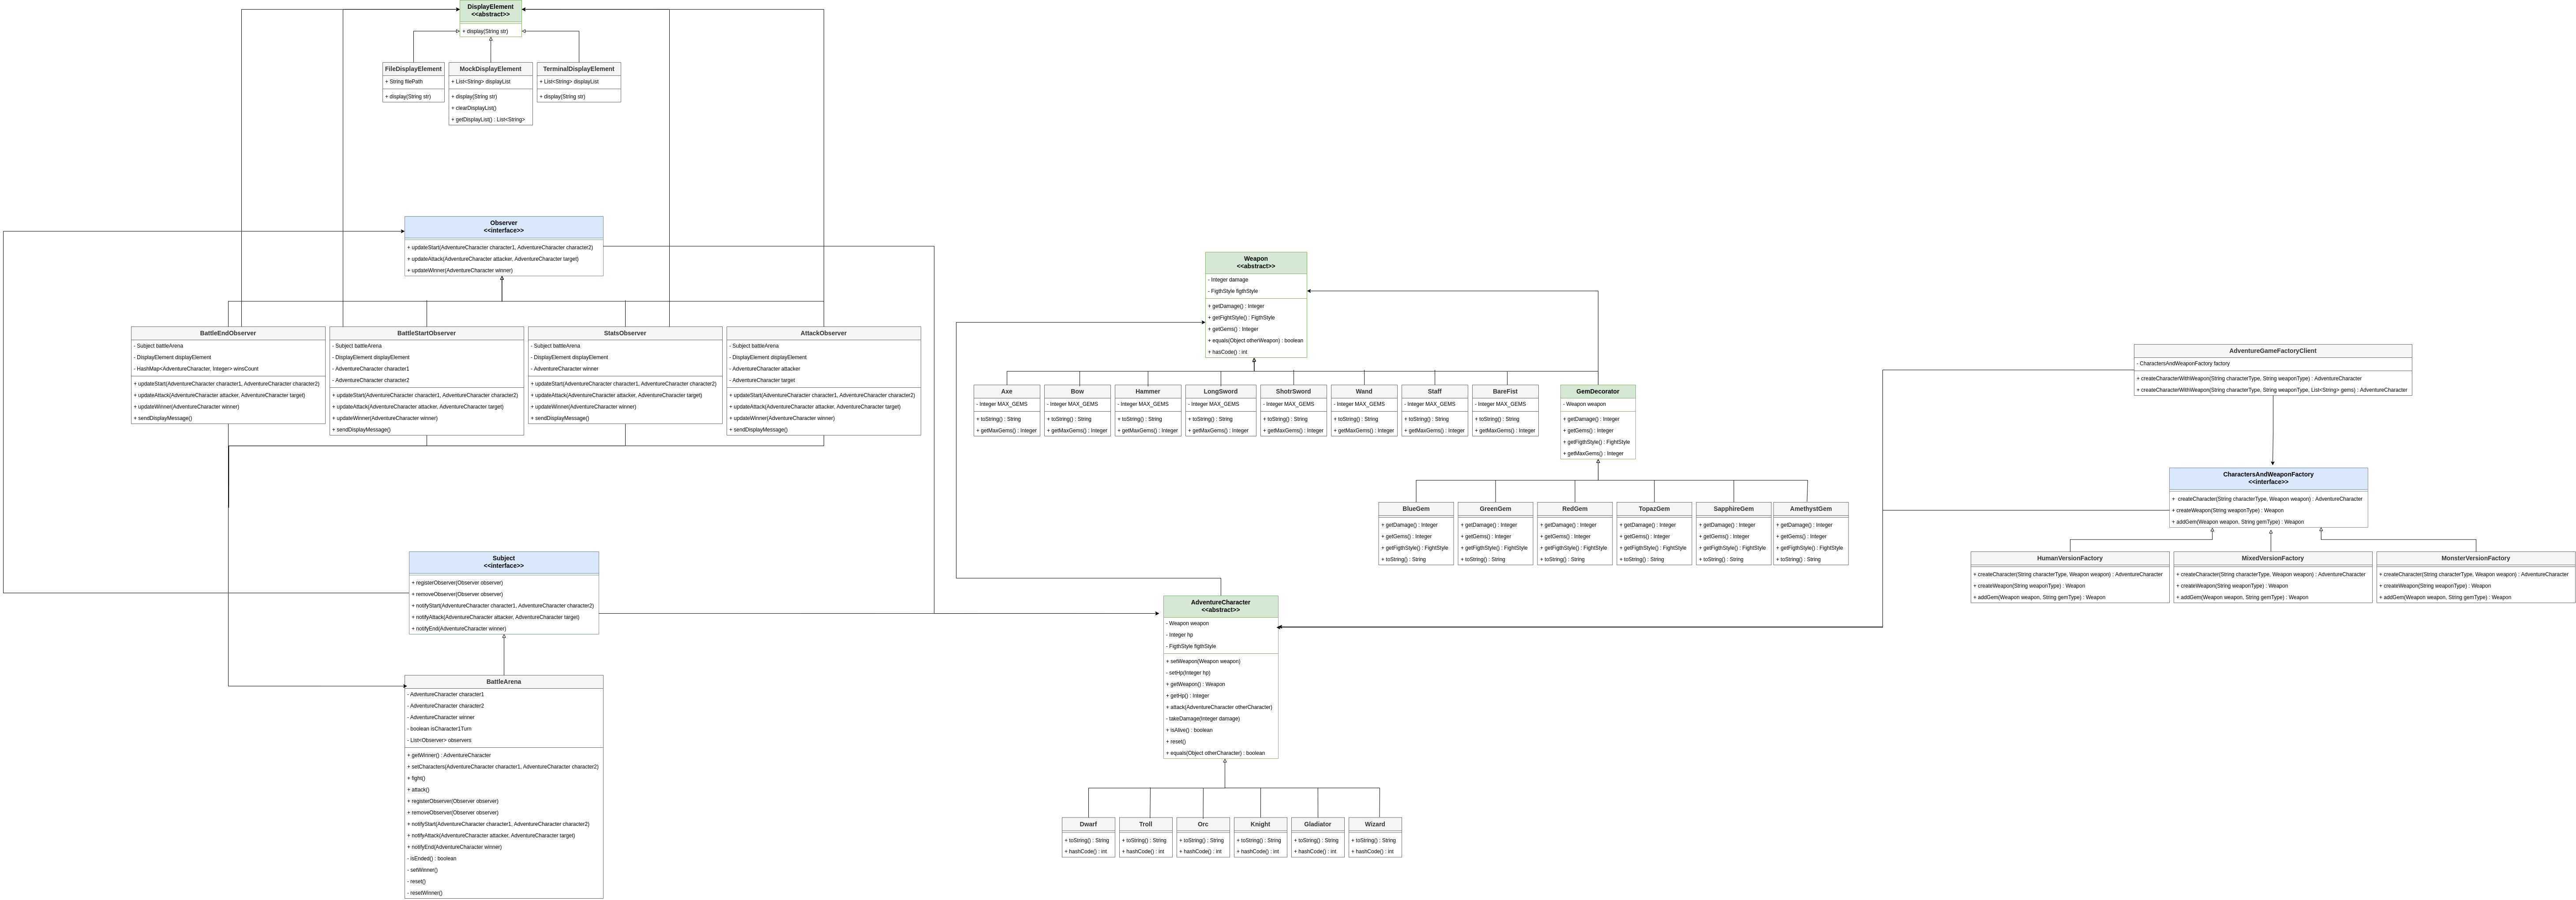 DisplayElement
<<abstract>>
+ display(String str)
FileDisplayElement
+ String filePath
+ display(String str)
MockDisplayElement
+ List<String> displayList
+ display(String str)
+ clearDisplayList()
+ getDisplayList() : List<String>
TerminalDisplayElement
+ List<String> displayList
+ display(String str)
Observer
<<interface>>
+ updateStart(AdventureCharacter character1, AdventureCharacter character2)
+ updateAttack(AdventureCharacter attacker, AdventureCharacter target)
+ updateWinner(AdventureCharacter winner)
BattleEndObserver
- Subject battleArena
- DisplayElement displayElement
- HashMap<AdventureCharacter, Integer> winsCount
+ updateStart(AdventureCharacter character1, AdventureCharacter character2)
+ updateAttack(AdventureCharacter attacker, AdventureCharacter target)
+ updateWinner(AdventureCharacter winner)
+ sendDisplayMessage()
BattleStartObserver
- Subject battleArena
- DisplayElement displayElement
- AdventureCharacter character1
- AdventureCharacter character2
+ updateStart(AdventureCharacter character1, AdventureCharacter character2)
+ updateAttack(AdventureCharacter attacker, AdventureCharacter target)
+ updateWinner(AdventureCharacter winner)
+ sendDisplayMessage()
StatsObserver
- Subject battleArena
- DisplayElement displayElement
- AdventureCharacter winner
+ updateStart(AdventureCharacter character1, AdventureCharacter character2)
+ updateAttack(AdventureCharacter attacker, AdventureCharacter target)
+ updateWinner(AdventureCharacter winner)
+ sendDisplayMessage()
AttackObserver
- Subject battleArena
- DisplayElement displayElement
- AdventureCharacter attacker
- AdventureCharacter target
+ updateStart(AdventureCharacter character1, AdventureCharacter character2)
+ updateAttack(AdventureCharacter attacker, AdventureCharacter target)
+ updateWinner(AdventureCharacter winner)
+ sendDisplayMessage()
Subject
<<interface>>
+ registerObserver(Observer observer)
+ removeObserver(Observer observer)
+ notifyStart(AdventureCharacter character1, AdventureCharacter character2)
+ notifyAttack(AdventureCharacter attacker, AdventureCharacter target)
+ notifyEnd(AdventureCharacter winner)
BattleArena
- AdventureCharacter character1
- AdventureCharacter character2
- AdventureCharacter winner
- boolean isCharacter1Turn
- List<Observer> observers
+ getWinner() : AdventureCharacter
+ setCharacters(AdventureCharacter character1, AdventureCharacter character2)
+ fight()
+ attack()
+ registerObserver(Observer observer)
+ removeObserver(Observer observer)
+ notifyStart(AdventureCharacter character1, AdventureCharacter character2)
+ notifyAttack(AdventureCharacter attacker, AdventureCharacter target)
+ notifyEnd(AdventureCharacter winner)
- isEnded() : boolean
- setWinner()
- reset()
- resetWinner()
Weapon
<<abstract>>
- Integer damage
- FigthStyle figthStyle
+ getDamage() : Integer
+ getFightStyle() : FigthStyle
+ getGems() : Integer
+ equals(Object otherWeapon) : boolean
+ hasCode() : int
Axe
- Integer MAX_GEMS
+ toString() : String
+ getMaxGems() : Integer
Bow
- Integer MAX_GEMS
+ toString() : String
+ getMaxGems() : Integer
Hammer
- Integer MAX_GEMS
+ toString() : String
+ getMaxGems() : Integer
LongSword
- Integer MAX_GEMS
+ toString() : String
+ getMaxGems() : Integer
ShotrSword
- Integer MAX_GEMS
+ toString() : String
+ getMaxGems() : Integer
Wand
- Integer MAX_GEMS
+ toString() : String
+ getMaxGems() : Integer
Staff
- Integer MAX_GEMS
+ toString() : String
+ getMaxGems() : Integer
BareFist
- Integer MAX_GEMS
+ toString() : String
+ getMaxGems() : Integer
GemDecorator
- Weapon weapon
+ getDamage() : Integer
+ getGems() : Integer
+ getFigthStyle() : FightStyle
+ getMaxGems() : Integer
BlueGem
+ getDamage() : Integer
+ getGems() : Integer
+ getFigthStyle() : FightStyle
+ toString() : String
GreenGem
+ getDamage() : Integer
+ getGems() : Integer
+ getFigthStyle() : FightStyle
+ toString() : String
RedGem
+ getDamage() : Integer
+ getGems() : Integer
+ getFigthStyle() : FightStyle
+ toString() : String
TopazGem
+ getDamage() : Integer
+ getGems() : Integer
+ getFigthStyle() : FightStyle
+ toString() : String
SapphireGem
+ getDamage() : Integer
+ getGems() : Integer
+ getFigthStyle() : FightStyle
+ toString() : String
AmethystGem
+ getDamage() : Integer
+ getGems() : Integer
+ getFigthStyle() : FightStyle
+ toString() : String
AdventureCharacter
<<abstract>>
- Weapon weapon
- Integer hp
- FigthStyle figthStyle
+ setWeapon(Weapon weapon)
- setHp(Integer hp)
+ getWeapon() : Weapon
+ getHp() : Integer
+ attack(AdventureCharacter otherCharacter)
- takeDamage(Integer damage)
+ isAlive() : boolean
+ reset()
+ equals(Object otherCharacter) : boolean
Dwarf
+ toString() : String
+ hashCode() : int
Troll
+ toString() : String
+ hashCode() : int
Orc
+ toString() : String
+ hashCode() : int
Knight
+ toString() : String
+ hashCode() : int
Gladiator
+ toString() : String
+ hashCode() : int
Wizard
+ toString() : String
+ hashCode() : int
AdventureGameFactoryClient
- CharactersAndWeaponFactory factory
+ createCharacterWithWeapon(String characterType, String weaponType) : AdventureCharacter
+ createCharacterWithWeapon(String characterType, String weaponType, List<String> gems) : AdventureCharacter
CharactersAndWeaponFactory
<<interface>>
+ createCharacter(String characterType, Weapon weapon) : AdventureCharacter
+ createWeapon(String weaponType) : Weapon
+ addGem(Weapon weapon, String gemType) : Weapon
HumanVersionFactory
+ createCharacter(String characterType, Weapon weapon) : AdventureCharacter
+ createWeapon(String weaponType) : Weapon
+ addGem(Weapon weapon, String gemType) : Weapon
MixedVersionFactory
+ createCharacter(String characterType, Weapon weapon) : AdventureCharacter
+ createWeapon(String weaponType) : Weapon
+ addGem(Weapon weapon, String gemType) : Weapon
MonsterVersionFactory
+ createCharacter(String characterType, Weapon weapon) : AdventureCharacter
+ createWeapon(String weaponType) : Weapon
+ addGem(Weapon weapon, String gemType) : Weapon